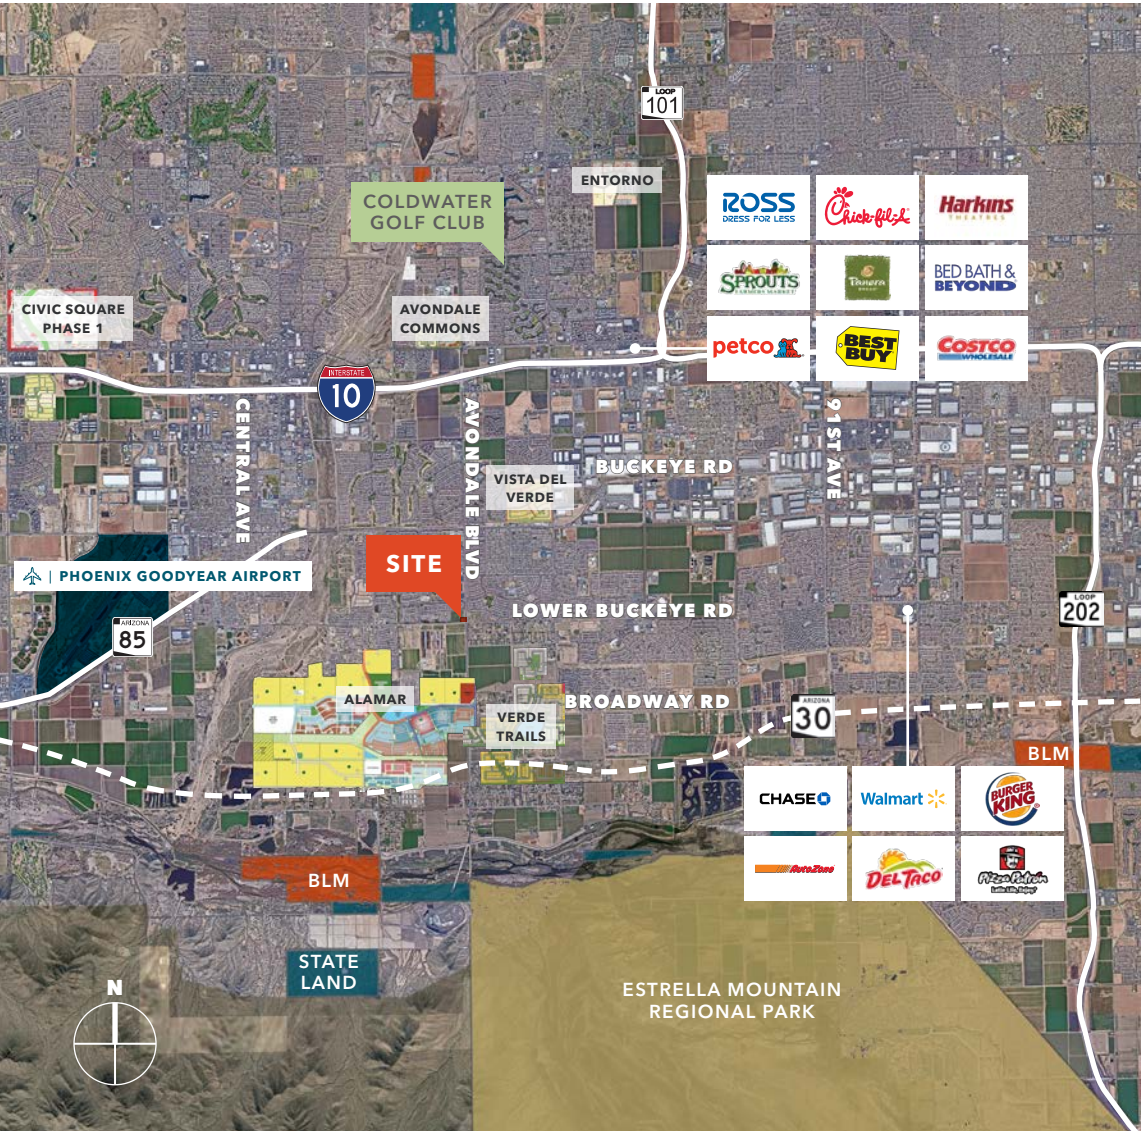 LOOP
101
ENTORNO
COLDWATER
GOLF CLUB
ROSS
DRESS FOR LESS
Chick-fil-A
Harkins
THEATRES
SPROUTS
FARMERS MARKET
Panera
BREAD
BED BATH &
BEYOND
petco
BEST
BUY
COSTCO
WHOLESALE
CIVIC SQUARE
PHASE 1
AVONDALE
COMMONS
INTERSTATE
10
CENTRAL AVE
AVONDALE BLVD
91ST AVE
BUCKEYE RD
VISTA DEL
VERDE
SITE
PHOENIX GOODYEAR AIRPORT
LOWER BUCKEYE RD
ARIZONA
85
LOOP
202
ALAMAR
BROADWAY RD
VERDE
TRAILS
ARIZONA
30
BLM
CHASE
Walmart
BURGER
KING
AutoZone
DEL TACO
Pizza Patrón
BLM
STATE
LAND
ESTRELLA MOUNTAIN
REGIONAL PARK
N